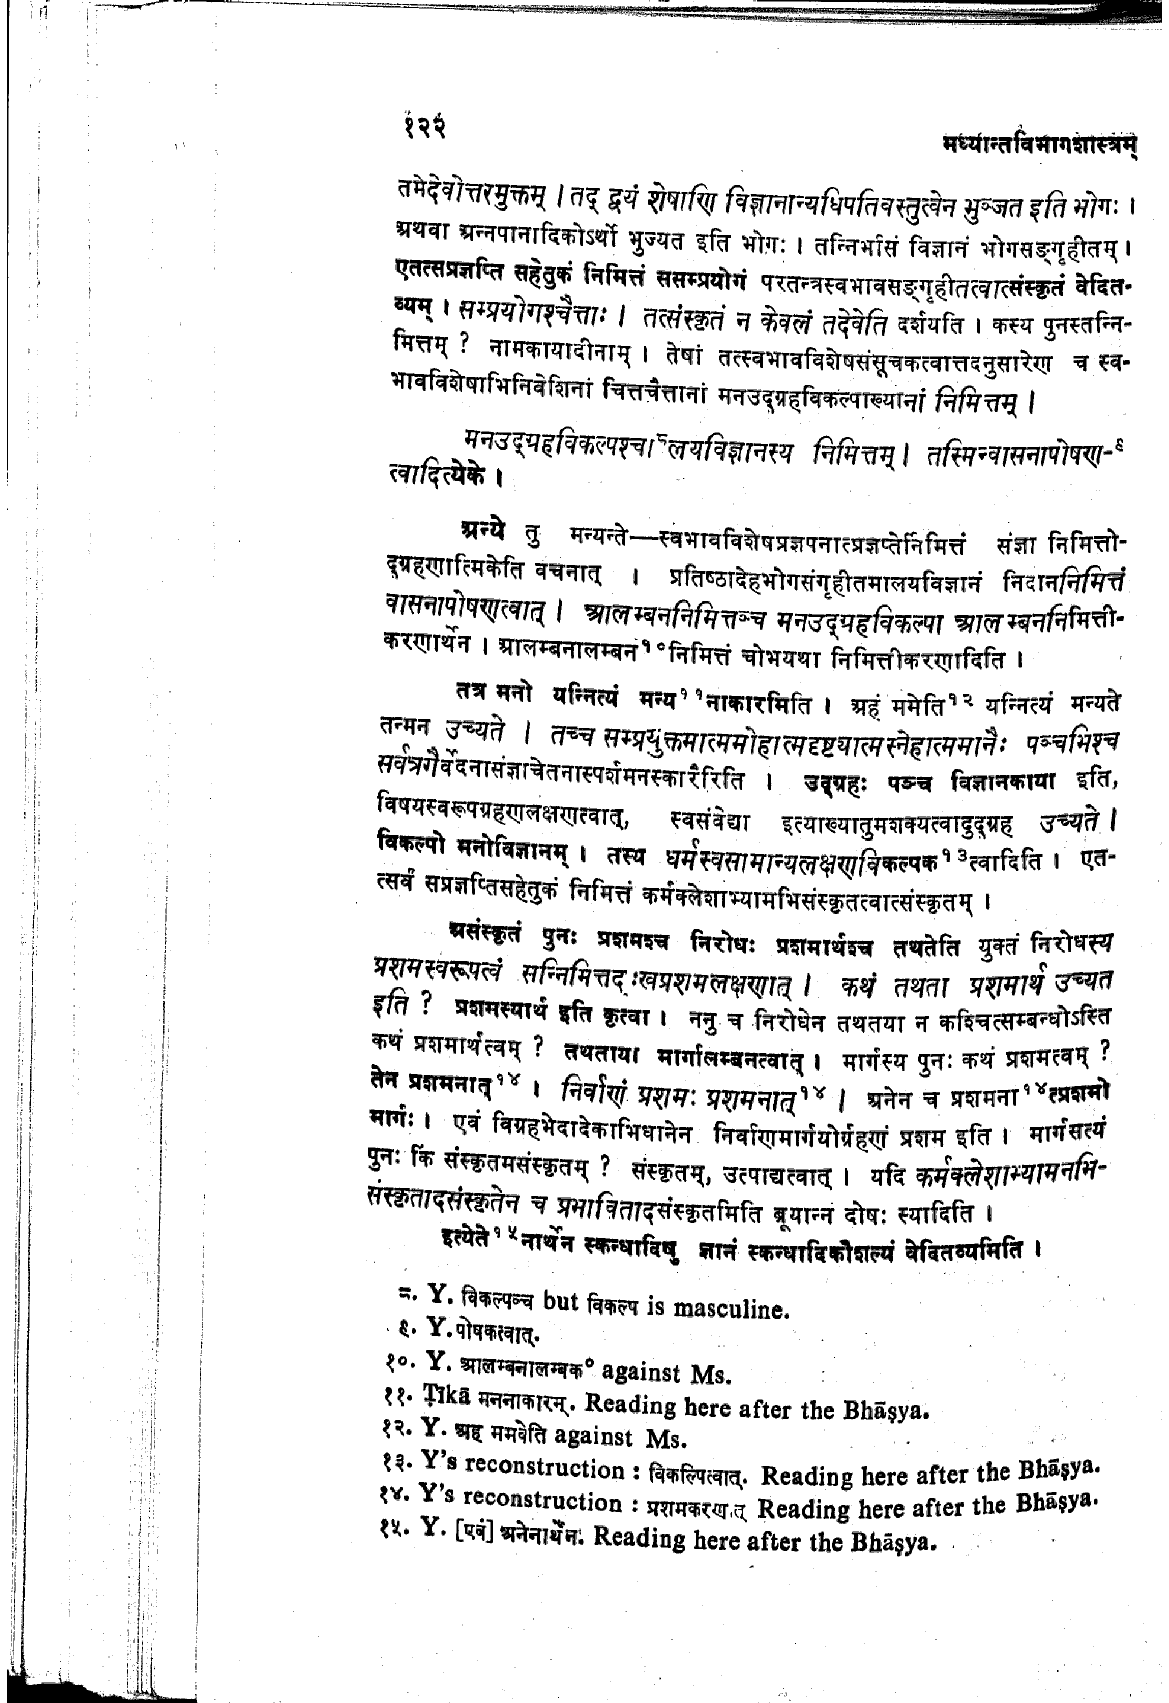 १२२
मध्यान्तविभागशास्त्रम्
तमेदेवोत्तरमुक्तम् । तद् द्वयं शेषाणि विज्ञानान्यधिपतिवस्तुत्वेन भुञ्जत इति भोगः ।
अथवा अन्नपानादिकोऽर्थो भुज्यत इति भोगः । तन्निर्भासं विज्ञानं भोगसङ्गृहीतम् ।
एतत्सप्रज्ञप्ति सहेतुकं निमित्तं ससम्प्रयोगं परतन्त्रस्वभावसङ्गृहीतत्वात्संस्कृतं वेदित-
व्यम् । सम्प्रयोगश्चैत्ताः । तत्संस्कृतं न केवलं तदेवेति दर्शयति । कस्य पुनस्तन्नि-
मित्तम् ? नामकायादीनाम् । तेषां तत्स्वभावविशेषसंसूचकत्वात्तदनुसारेण च स्व-
भावविशेषाभिनिवेशिनां चित्तचैत्तानां मनउद्ग्रहविकल्पाख्यानां निमित्तम् ।
मनउद्ग्रहविकल्पश्चा८लयविज्ञानस्य निमित्तम् । तस्मिन्वासनापोषण-९
त्वादित्येके ।
अन्ये तु मन्यन्ते—स्वभावविशेषप्रज्ञपनात्प्रज्ञप्तेर्निमित्तं संज्ञा निमित्तो-
द्ग्रहणात्मिकेति वचनात् । प्रतिष्ठादेहभोगसंगृहीतमालयविज्ञानं निदाननिमित्तं
वासनापोषणत्वात् । आलम्बननिमित्तञ्च मनउद्ग्रहविकल्पा आलम्बननिमित्ती-
करणार्थेन । आलम्बनालम्बनं१०निमित्तं चोभयथा निमित्तीकरणादिति ।
तत्र मनो यन्नित्यं मन्य११नाकारमिति । अहं ममेति१२ यन्नित्यं मन्यते
तन्मन उच्यते । तच्च सम्प्रयुक्तमात्ममोहात्मदृष्ट्यात्मस्नेहात्ममानैः पञ्चभिश्च
सर्वत्रगैर्वेदनासंज्ञाचेतनास्पर्शमनस्कारैरिति । उद्ग्रहः पञ्च विज्ञानकाया इति,
विषयस्वरूपग्रहणलक्षणत्वात्, स्वसंवेद्या इत्याख्यातुमशक्यत्वादुद्ग्रह उच्यते ।
विकल्पो मनोविज्ञानम् । तस्य धर्मस्वसामान्यलक्षणविकल्पक१३त्वादिति । एत-
त्सर्वं सप्रज्ञप्तिसहेतुकं निमित्तं कर्मक्लेशाभ्यामभिसंस्कृतत्वात्संस्कृतम् ।
असंस्कृतं पुनः प्रशमश्च निरोधः प्रशमार्थश्च तथतेति युक्तं निरोधस्य
प्रशमस्वरूपत्वं सन्निमित्तदुःखप्रशमलक्षणात् । कथं तथता प्रशमार्थ उच्यत
इति ? प्रशमस्यार्थ इति कृत्वा । ननु च निरोधेन तथतया न कश्चित्सम्बन्धोऽस्ति
कथं प्रशमार्थत्वम् ? तथताया मार्गालम्बनत्वात् । मार्गस्य पुनः कथं प्रशमत्वम् ?
तेन प्रशमनात्१४ । निर्वाणं प्रशमः प्रशमनात्१४ । अनेन च प्रशमना१४त्प्रशमो
मार्गः । एवं विग्रहभेदादेकाभिधानेन निर्वाणमार्गयोर्ग्रहणं प्रशम इति । मार्गसत्यं
पुनः किं संस्कृतमसंस्कृतम् ? संस्कृतम्, उत्पाद्यत्वात् । यदि कर्मक्लेशाभ्यामनभि-
संस्कृतादसंस्कृतेन च प्रभावितादसंस्कृतमिति ब्रूयान्न दोषः स्यादिति ।
इत्येते१५नार्थेन स्कन्धादिषु ज्ञानं स्कन्धादिकौशल्यं वेदितव्यमिति ।
८. Y. विकल्पञ्च but विकल्प is masculine.
९. Y. पोषकत्वात्.
१०. Y. आलम्बनालम्बक° against Ms.
११. Ṭīkā मननाकारम्. Reading here after the Bhāṣya.
१२. Y. अहं ममवेति against Ms.
१३. Y's reconstruction : विकल्पित्वात्. Reading here after the Bhāṣya.
१४. Y's reconstruction : प्रशमकरणात् Reading here after the Bhāṣya.
१५. Y. [एवं] अनेनार्थेन. Reading here after the Bhāṣya.